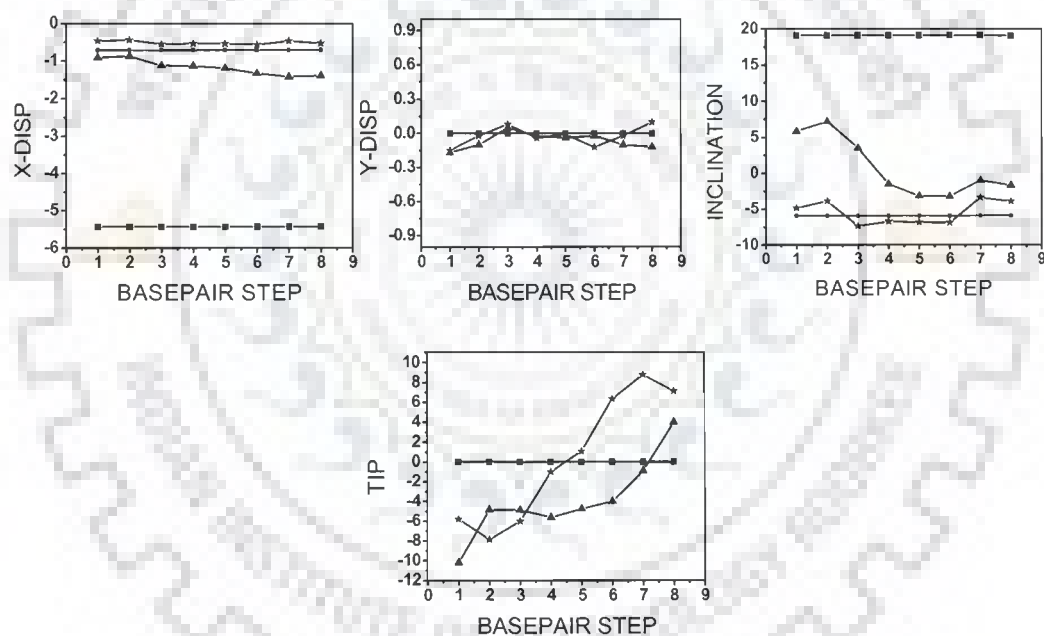 0
-1
-2
-3
-4
-5
-6
X-DISP
0 1 2 3 4 5 6 7 8 9
BASEPAIR STEP
0.9
0.6
0.3
0.0
-0.3
-0.6
-0.9
Y-DISP
0 1 2 3 4 5 6 7 8 9
BASEPAIR STEP
20
15
10
5
0
-5
-10
INCLINATION
0 1 2 3 4 5 6 7 8 9
BASEPAIR STEP
10
8
6
4
2
0
-2
-4
-6
-8
-10
-12
TIP
0 1 2 3 4 5 6 7 8 9
BASEPAIR STEP